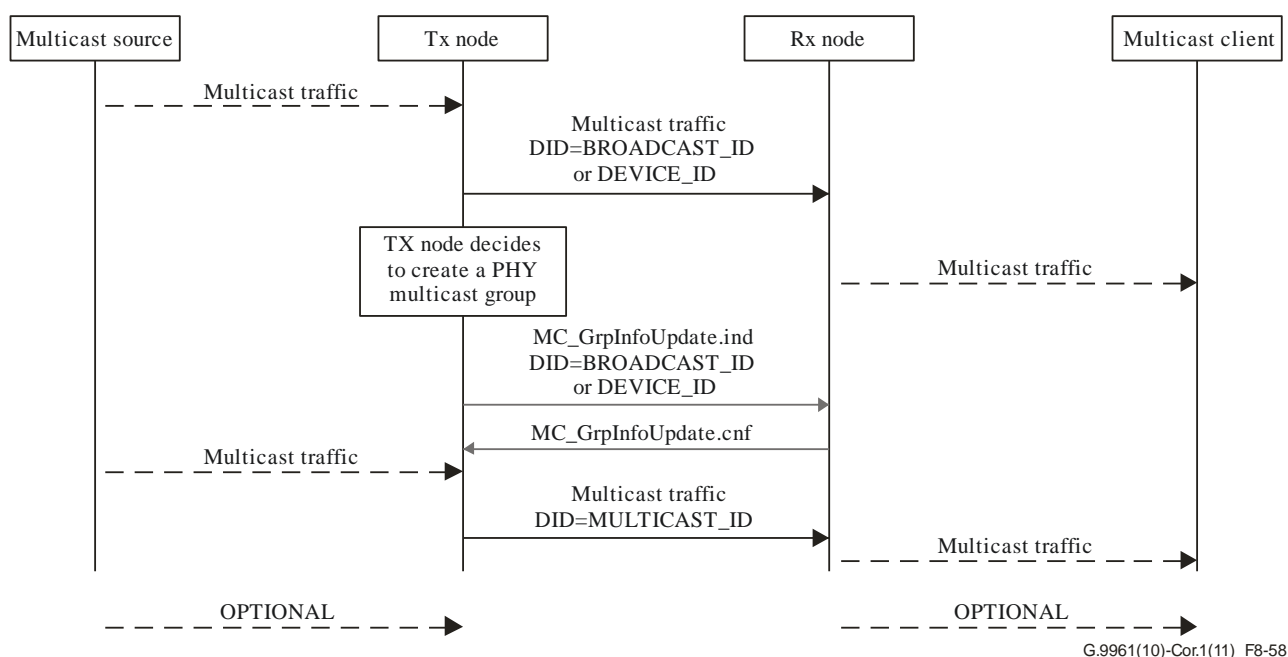 Multicast source
Tx node
Rx node
Multicast client
Multicast traffic
Multicast traffic
DID=BROADCAST_ID
or DEVICE_ID
TX node decides
to create a PHY
multicast group
Multicast traffic
MC_GrpInfoUpdate.ind
DID=BROADCAST_ID
or DEVICE_ID
MC_GrpInfoUpdate.cnf
Multicast traffic
Multicast traffic
DID=MULTICAST_ID
Multicast traffic
OPTIONAL
OPTIONAL
G.9961(10)-Cor.1(11)_F8-58